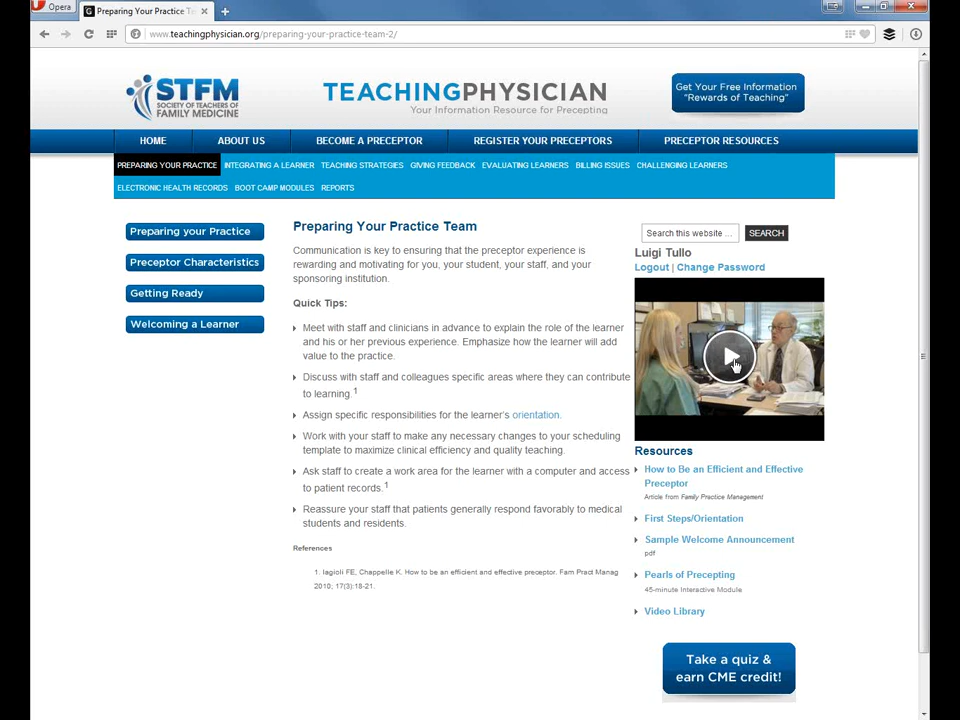 Opera
Preparing Your Practice Te
www.teachingphysician.org/preparing-your-practice-team-2/
STFM
SOCIETY OF TEACHERS OF
FAMILY MEDICINE
TEACHINGPHYSICIAN
Your Information Resource for Precepting
Get Your Free Information
"Rewards of Teaching"
HOME ABOUT US BECOME A PRECEPTOR REGISTER YOUR PRECEPTORS PRECEPTOR RESOURCES
PREPARING YOUR PRACTICE INTEGRATING A LEARNER TEACHING STRATEGIES GIVING FEEDBACK EVALUATING LEARNERS BILLING ISSUES CHALLENGING LEARNERS
ELECTRONIC HEALTH RECORDS BOOT CAMP MODULES REPORTS
Preparing your Practice
Preceptor Characteristics
Getting Ready
Welcoming a Learner
Preparing Your Practice Team
Communication is key to ensuring that the preceptor experience is
rewarding and motivating for you, your student, your staff, and your
sponsoring institution.
Quick Tips:
Meet with staff and clinicians in advance to explain the role of the learner
and his or her previous experience. Emphasize how the learner will add
value to the practice.
Discuss with staff and colleagues specific areas where they can contribute
to learning.1
Assign specific responsibilities for the learner's orientation.
Work with your staff to make any necessary changes to your scheduling
template to maximize clinical efficiency and quality teaching.
Ask staff to create a work area for the learner with a computer and access
to patient records.1
Reassure your staff that patients generally respond favorably to medical
students and residents.
References
1. Iagioli FE, Chappelle K. How to be an efficient and effective preceptor. Fam Pract Manag
2010; 17(3):18-21.
Search this website ... SEARCH
Luigi Tullo
Logout | Change Password
Resources
How to Be an Efficient and Effective
Preceptor
Article from Family Practice Management
First Steps/Orientation
Sample Welcome Announcement
pdf
Pearls of Precepting
45-minute Interactive Module
Video Library
Take a quiz &
earn CME credit!